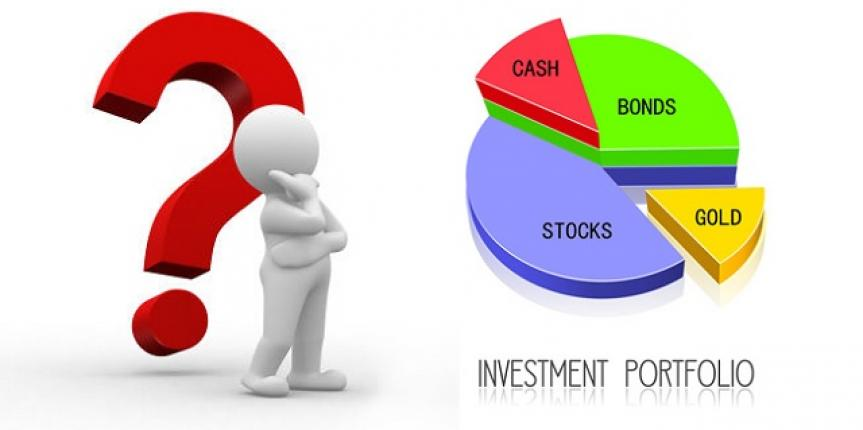 CASH
BONDS
STOCKS
GOLD
INVESTMENT PORTFOLIO